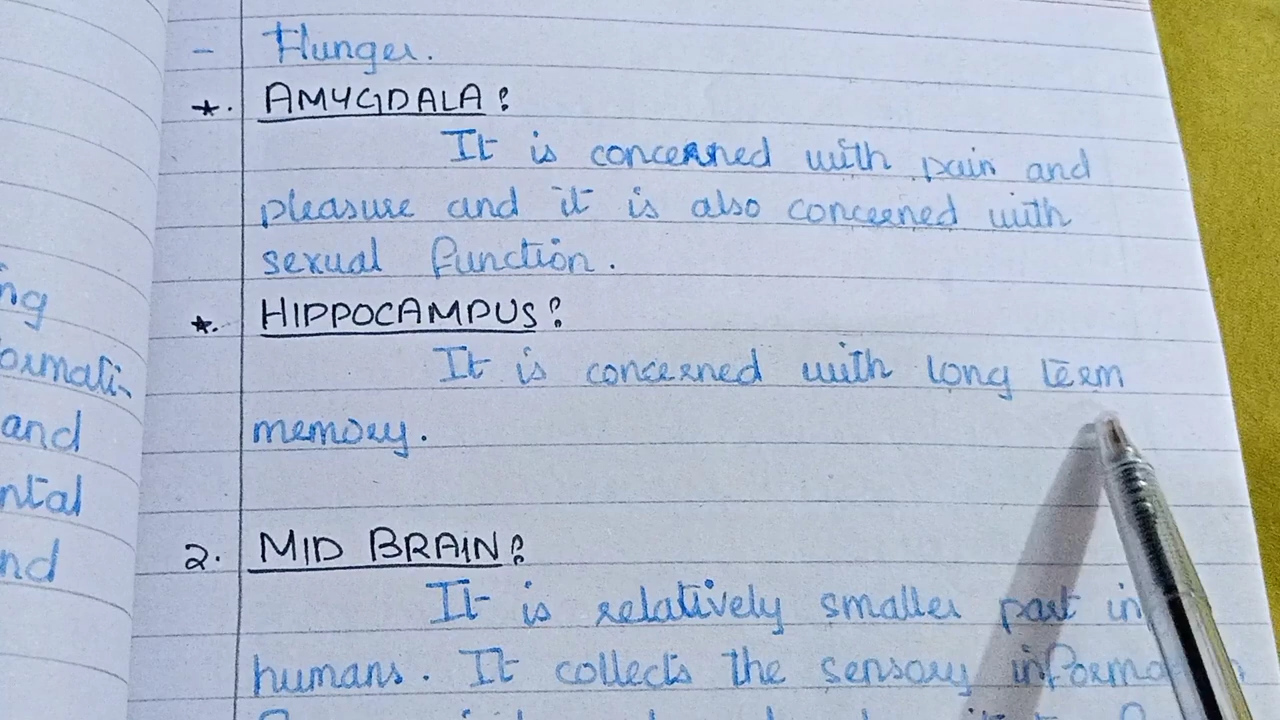 - Hunger.
*. AMYGDALA:
It is concerned with pain and
pleasure and it is also concerned with
sexual function.
*. HIPPOCAMPUS:
It is concerned with long term
memory.
2. MID BRAIN:
It is relatively smaller part in
humans. It collects the sensory
and